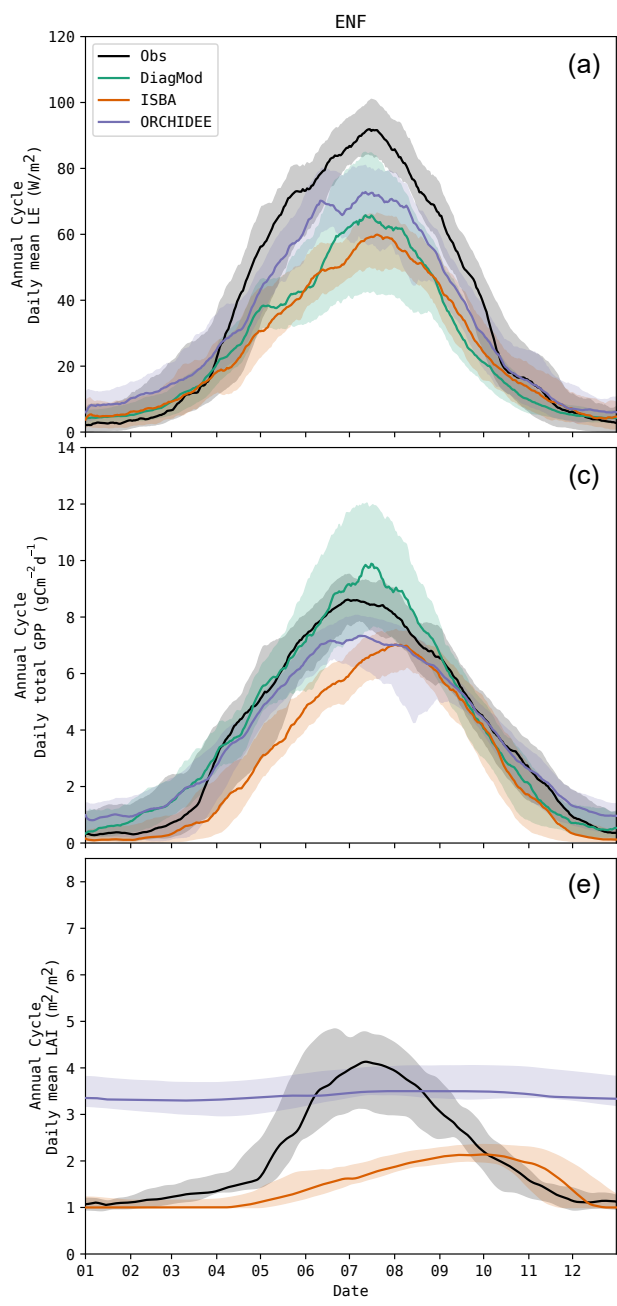 ENF
(a)
Obs
DiagMod
ISBA
ORCHIDEE
Annual Cycle
Daily mean LE (W/m²)
120
100
80
60
40
20
0
(c)
Annual Cycle
Daily total GPP (gCm⁻²d⁻¹)
14
12
10
8
6
4
2
0
(e)
Annual Cycle
Daily mean LAI (m²/m²)
8
7
6
5
4
3
2
1
0
01 02 03 04 05 06 07 08 09 10 11 12
Date